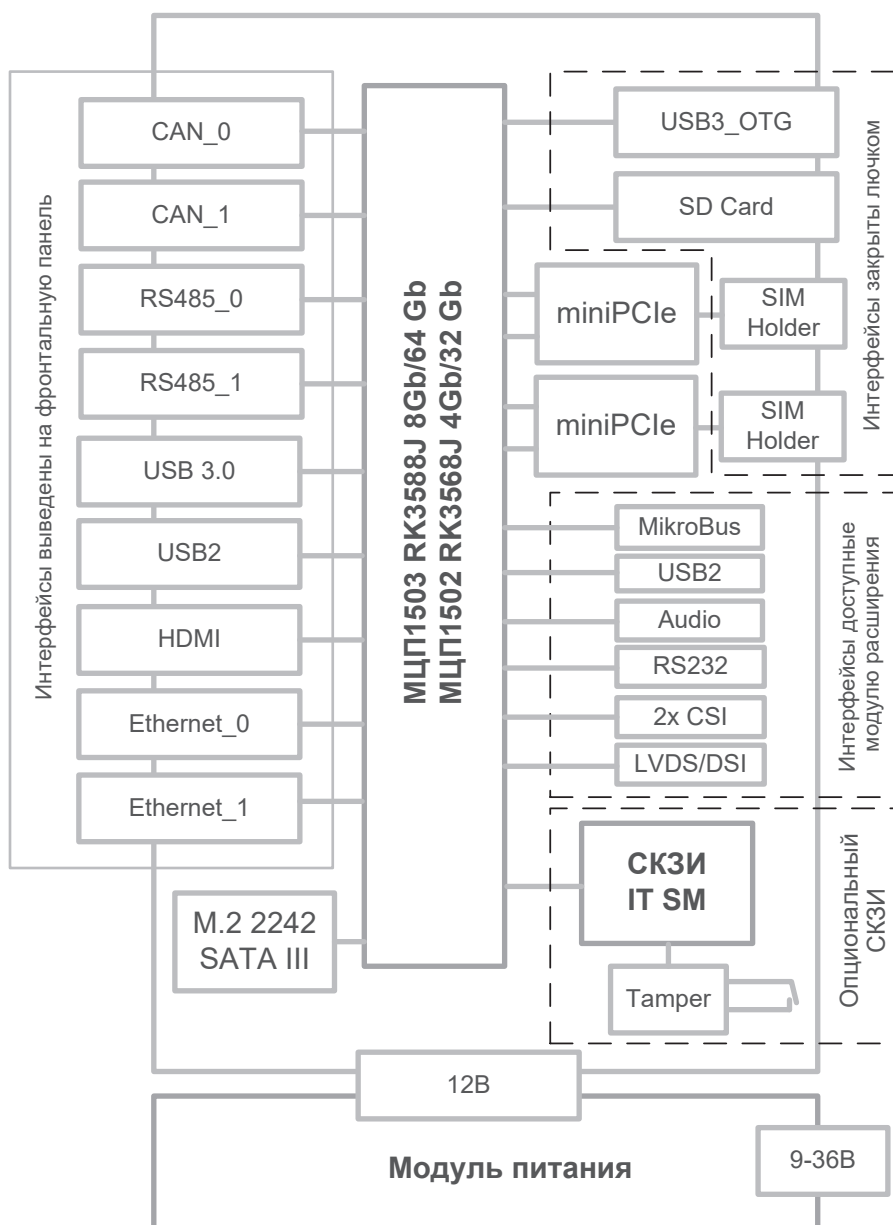 Интерфейсы выведены на фронтальную панель
CAN_0
CAN_1
RS485_0
RS485_1
USB 3.0
USB2
HDMI
Ethernet_0
Ethernet_1
M.2 2242
SATA III
МЦП1503 RK3588J 8Gb/64 Gb
МЦП1502 RK3568J 4Gb/32 Gb
USB3_OTG
SD Card
miniPCIe
SIM
Holder
miniPCIe
SIM
Holder
Интерфейсы закрыты лючком
MikroBus
USB2
Audio
RS232
2x CSI
LVDS/DSI
Интерфейсы доступные
модулю расширения
СКЗИ
IT SM
Tamper
Опциональный
СКЗИ
12В
Модуль питания
9-36В